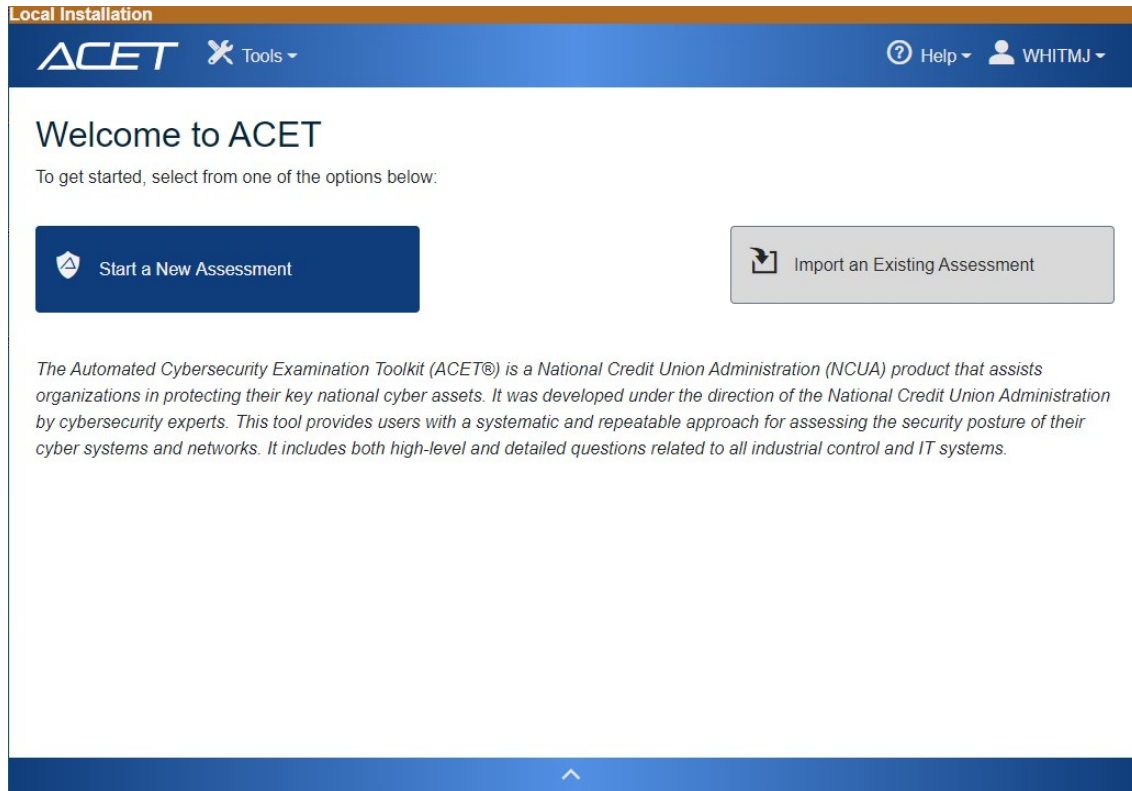 Local Installation
ACET Tools Help WHITMJ
Welcome to ACET
To get started, select from one of the options below:
Start a New Assessment
Import an Existing Assessment
The Automated Cybersecurity Examination Toolkit (ACET®) is a National Credit Union Administration (NCUA) product that assists
organizations in protecting their key national cyber assets. It was developed under the direction of the National Credit Union Administration
by cybersecurity experts. This tool provides users with a systematic and repeatable approach for assessing the security posture of their
cyber systems and networks. It includes both high-level and detailed questions related to all industrial control and IT systems.